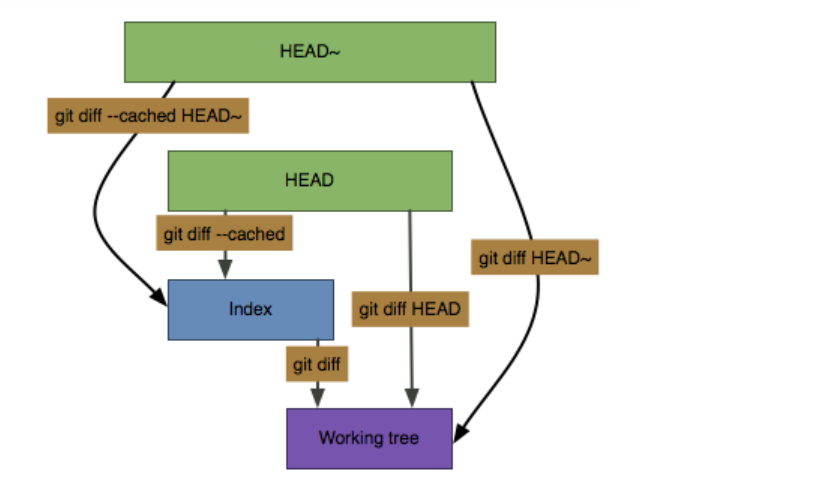 HEAD~
git diff --cached HEAD~
HEAD
git diff --cached
git diff HEAD~
Index
git diff HEAD
git diff
Working tree